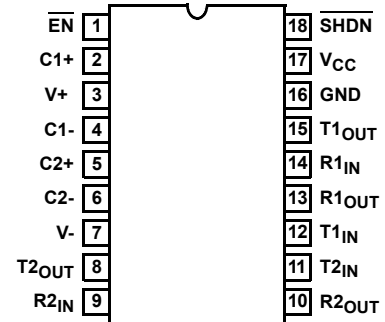 EN 1 18 SHDN
C1+ 2 17 VCC
V+ 3 16 GND
C1- 4 15 T1OUT
C2+ 5 14 R1IN
C2- 6 13 R1OUT
V- 7 12 T1IN
T2OUT 8 11 T2IN
R2IN 9 10 R2OUT